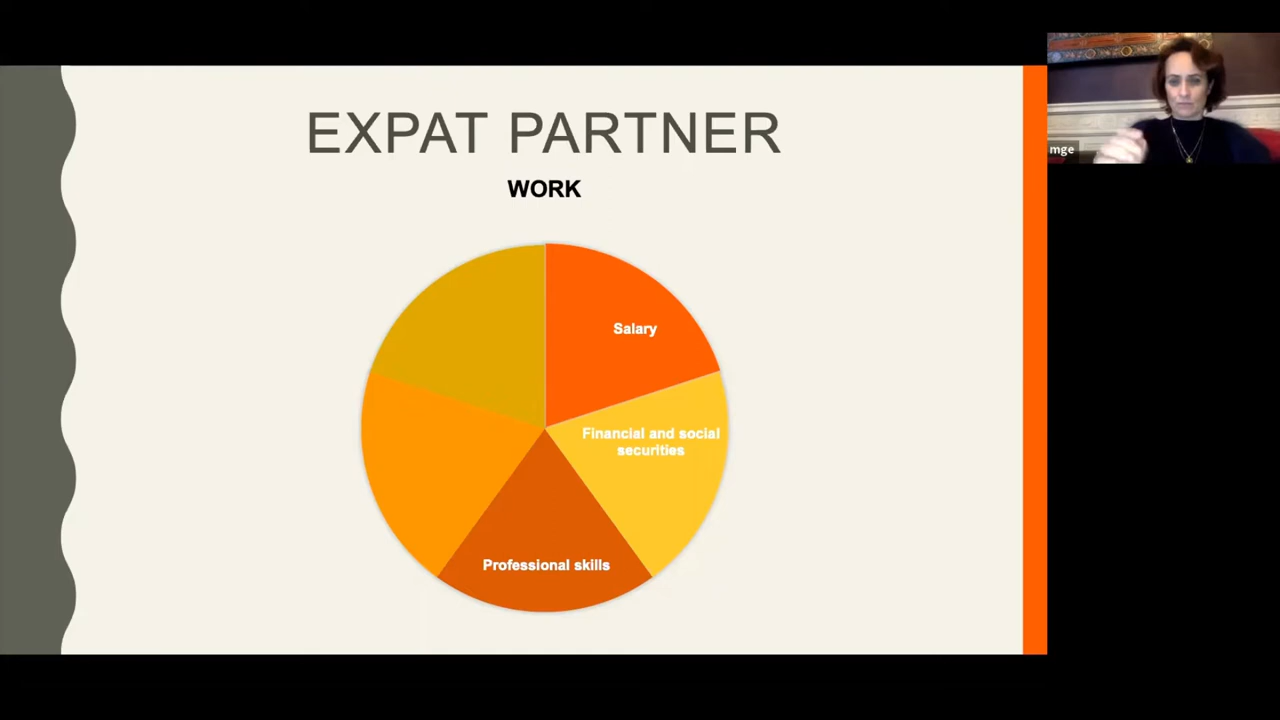 EXPAT PARTNER
WORK
Salary
Financial and social
securities
Professional skills
mge